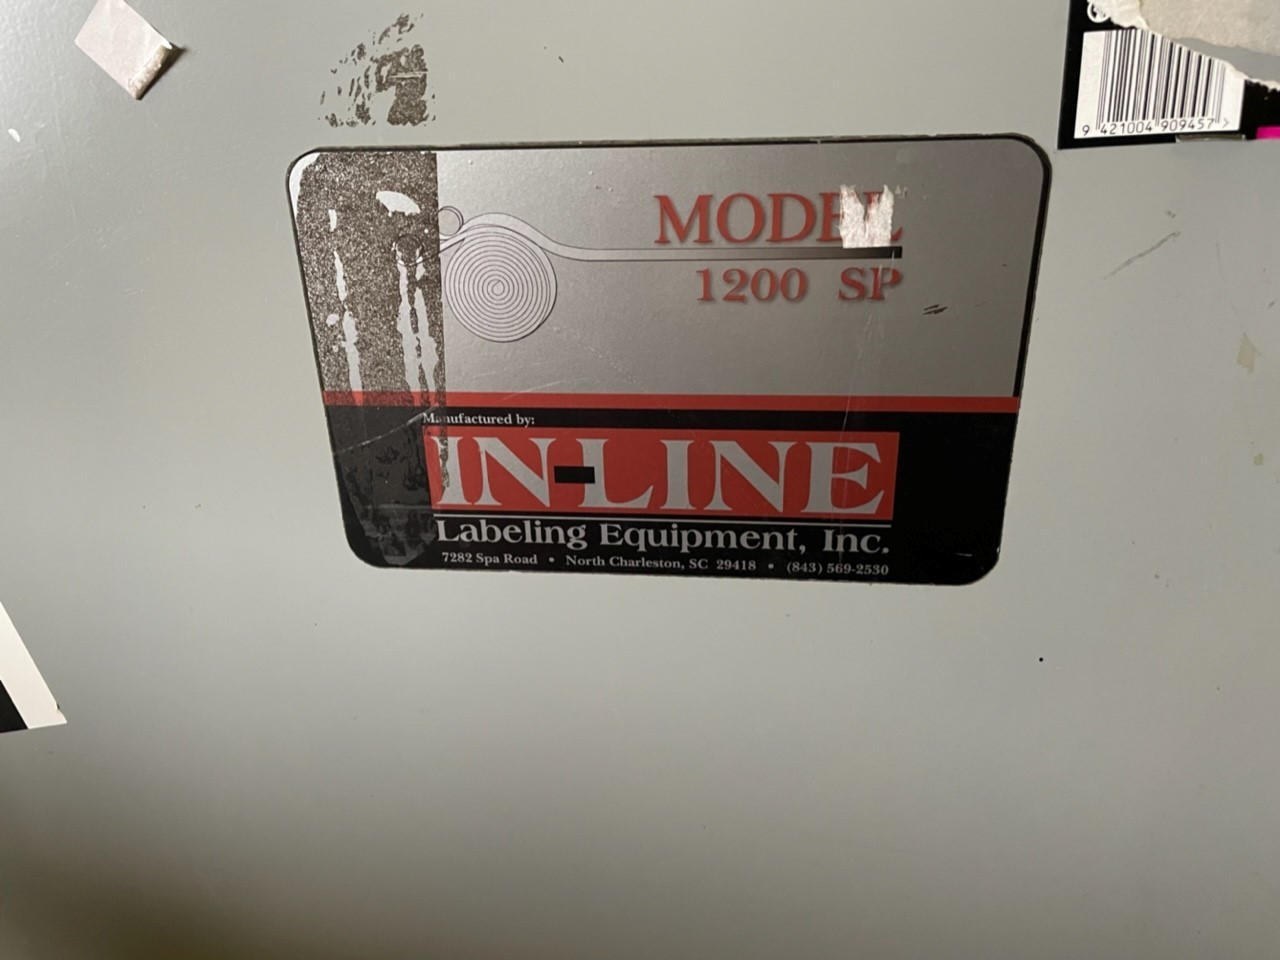 9 421004 909457 >
MODEL
1200 SP
Manufactured by:
IN-LINE
Labeling Equipment, Inc.
7282 Spa Road • North Charleston, SC 29418 • (843) 569-2530